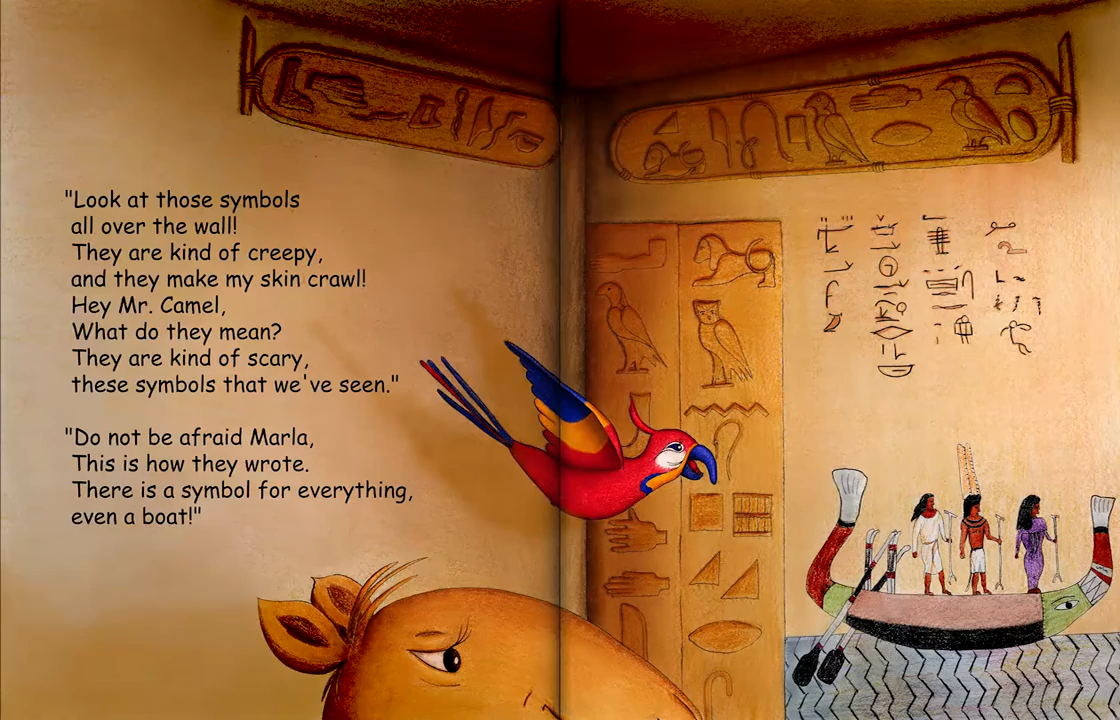 "Look at those symbols
all over the wall!
They are kind of creepy,
and they make my skin crawl!
Hey Mr. Camel,
What do they mean?
They are kind of scary,
these symbols that we've seen."
"Do not be afraid Marla,
This is how they wrote.
There is a symbol for everything,
even a boat!"